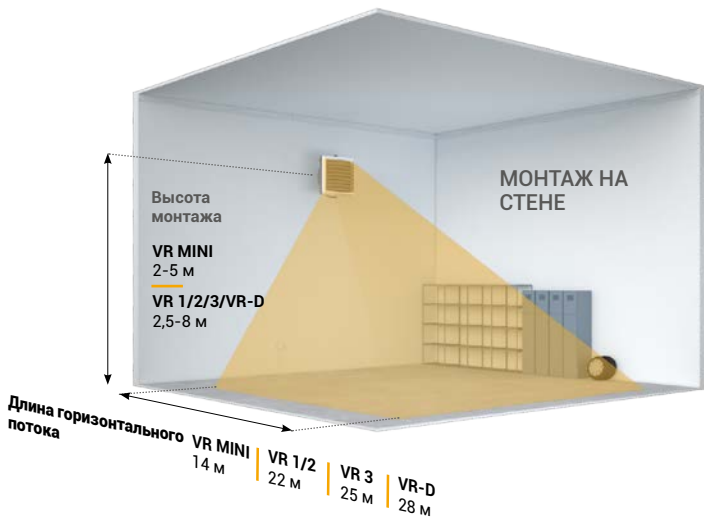 МОНТАЖ НА
СТЕНЕ
Высота
монтажа
VR MINI
2-5 м
VR 1/2/3/VR-D
2,5-8 м
Длина горизонтального
потока
VR MINI
14 м
VR 1/2
22 м
VR 3
25 м
VR-D
28 м